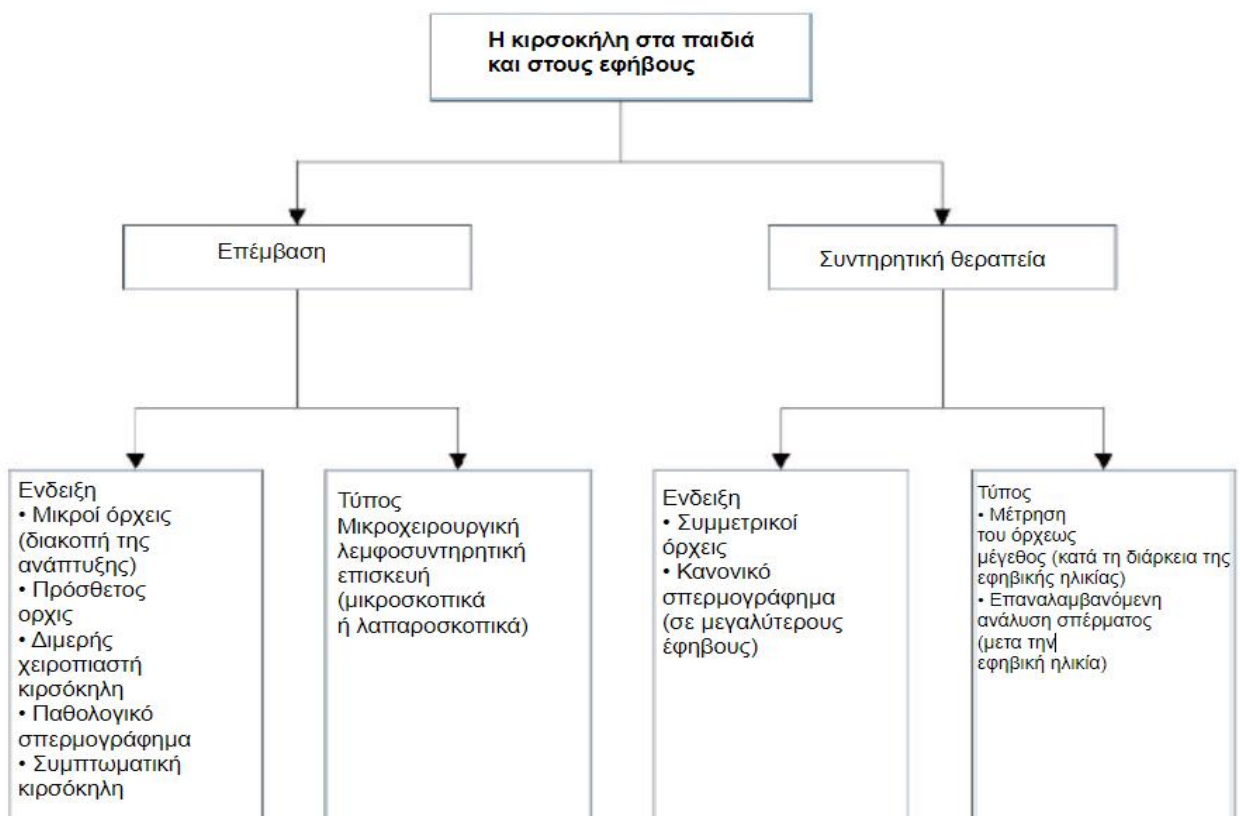 Η κιρσοκήλη στα παιδιά
και στους εφήβους
Επέμβαση
Συντηρητική θεραπεία
Ενδειξη
• Μικροί όρχεις
(διακοπή της
ανάπτυξης)
• Πρόσθετος
ορχις
• Διμερής
χειροπιαστή
κιρσόκηλη
• Παθολογικό
σπερμογράφημα
• Συμπτωματική
κιρσόκηλη
Τύπος
Μικροχειρουργική
λεμφοσυντηρητική
επισκευή
(μικροσκοπικά
ή λαπαροσκοπικά)
Ενδειξη
• Συμμετρικοί
όρχεις
• Κανονικό
σπερμογράφημα
(σε μεγαλύτερους
έφηβους)
Τύπος
• Μέτρηση
του όρχεως
μέγεθος (κατά τη διάρκεια της
εφηβικής ηλικίας)
• Επαναλαμβανόμενη
ανάλυση σπέρματος
(μετα την
εφηβική ηλικία)